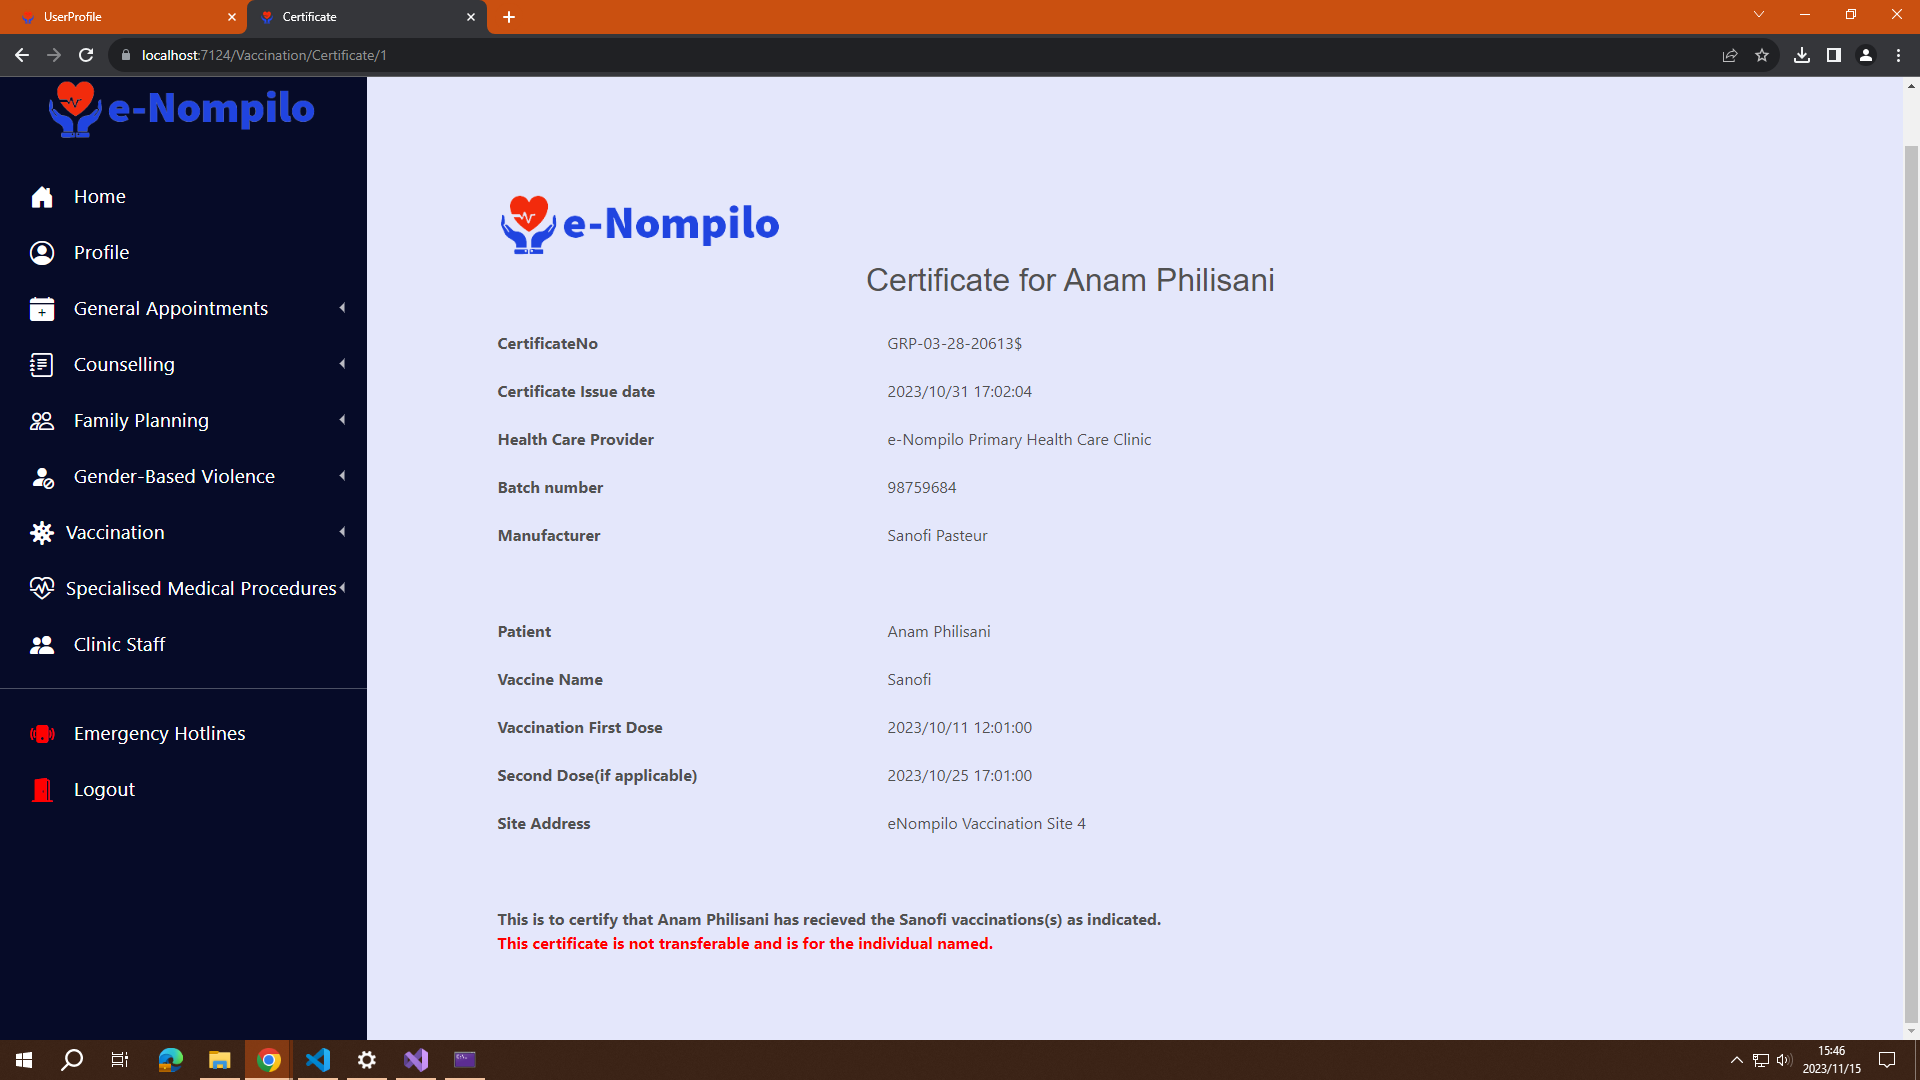 UserProfile
Certificate
localhost:7124/Vaccination/Certificate/1
e-Nompilo
Home
Profile
General Appointments
Counselling
Family Planning
Gender-Based Violence
Vaccination
Specialised Medical Procedures
Clinic Staff
Emergency Hotlines
Logout
e-Nompilo
Certificate for Anam Philisani
CertificateNo GRP-03-28-20613$
Certificate Issue date 2023/10/31 17:02:04
Health Care Provider e-Nompilo Primary Health Care Clinic
Batch number 98759684
Manufacturer Sanofi Pasteur
Patient Anam Philisani
Vaccine Name Sanofi
Vaccination First Dose 2023/10/11 12:01:00
Second Dose(if applicable) 2023/10/25 17:01:00
Site Address eNompilo Vaccination Site 4
This is to certify that Anam Philisani has recieved the Sanofi vaccinations(s) as indicated.
This certificate is not transferable and is for the individual named.
15:46
2023/11/15